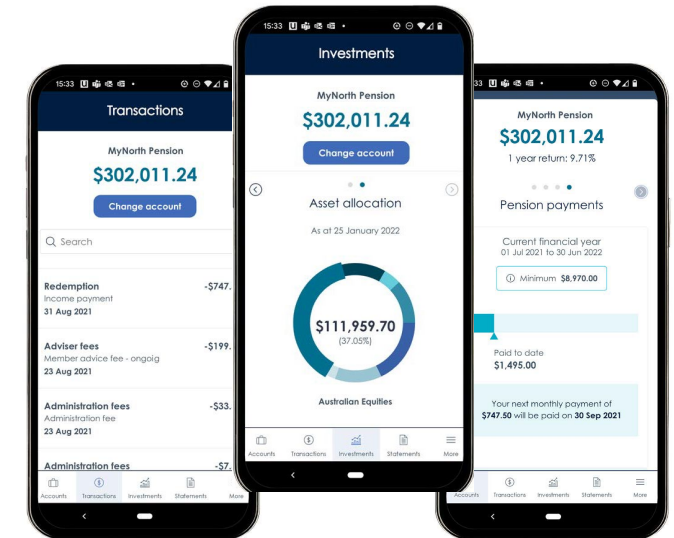 15:33
Transactions
MyNorth Pension
$302,011.24
Change account
Search
Redemption -$747.
Income payment
31 Aug 2021
Adviser fees -$199.
Member advice fee - ongoig
23 Aug 2021
Administration fees -$33.
Administration fee
23 Aug 2021
Administration fees -$7.
Accounts Transactions Investments Statements More
15:33
Investments
MyNorth Pension
$302,011.24
Change account
Asset allocation
As at 25 January 2022
$111,959.70
(37.05%)
Australian Equities
Accounts Transactions Investments Statements More
33
MyNorth Pension
$302,011.24
1 year return: 9.71%
Pension payments
Current financial year
01 Jul 2021 to 30 Jun 2022
Minimum $8,970.00
Paid to date
$1,495.00
Your next monthly payment of
$747.50 will be paid on 30 Sep 2021
Accounts Transactions Investments Statements More